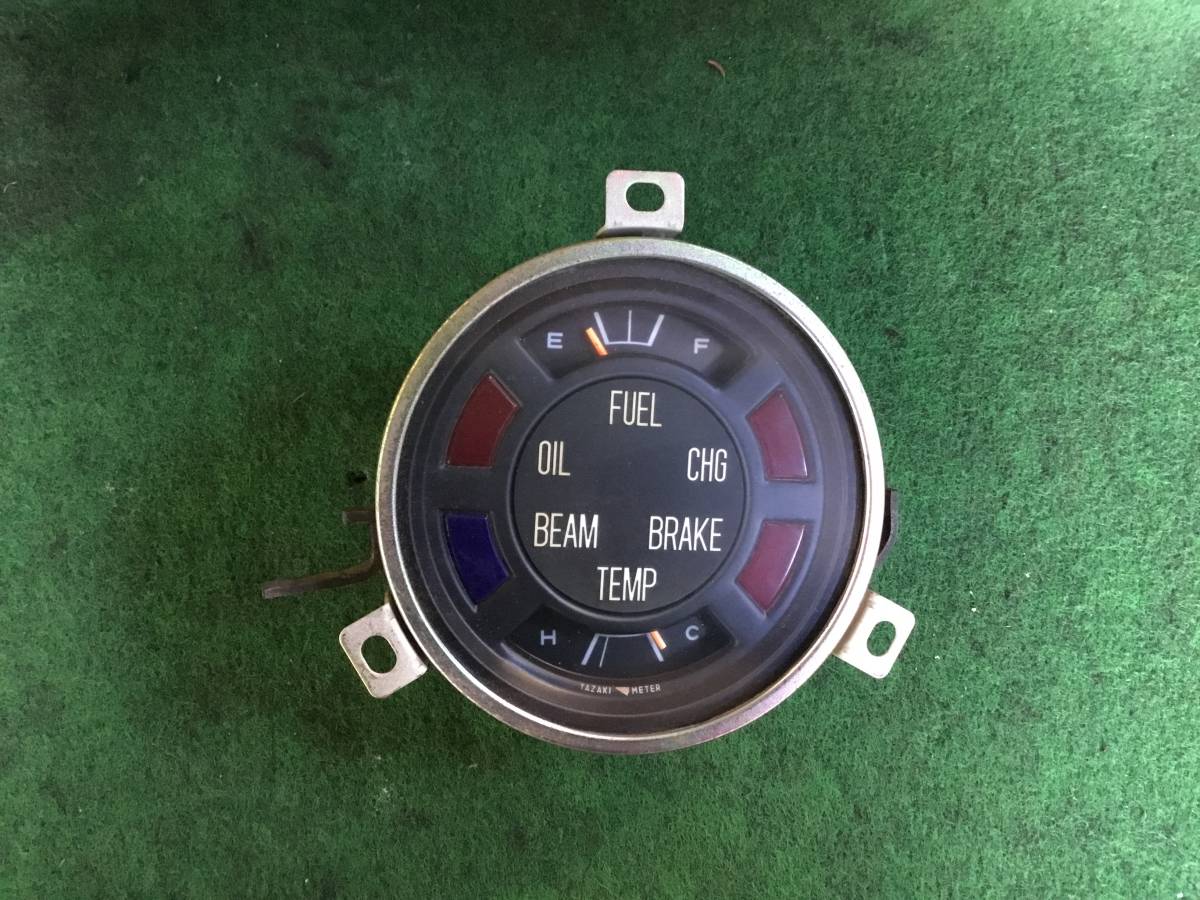 E F
FUEL
OIL CHG
BEAM BRAKE
TEMP
H C
YAZAKI METER